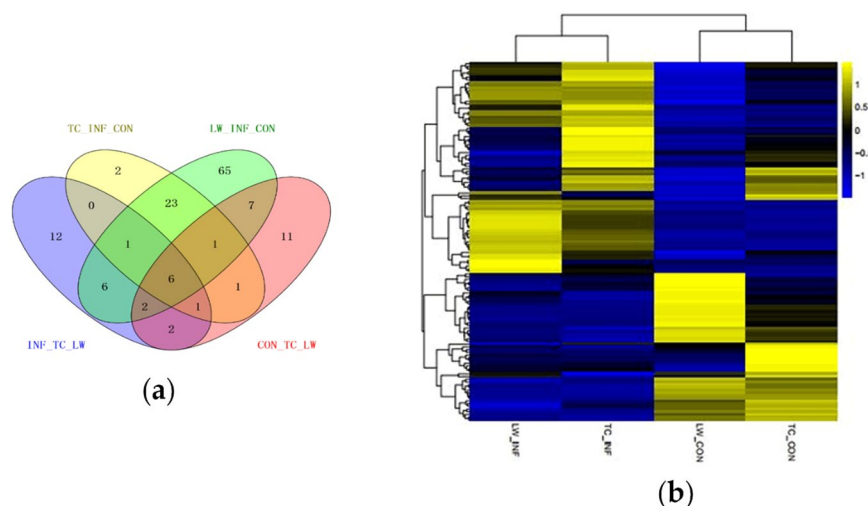 TC_INF_CON LW_INF_CON
2 65
0 23 7
12 1 1 11
6 6 1
2 1
2
INF_TC_LW CON_TC_LW
(a)
1
0.5
0
-1
LW_INF TC_INF LW_CON TC_CON
(b)